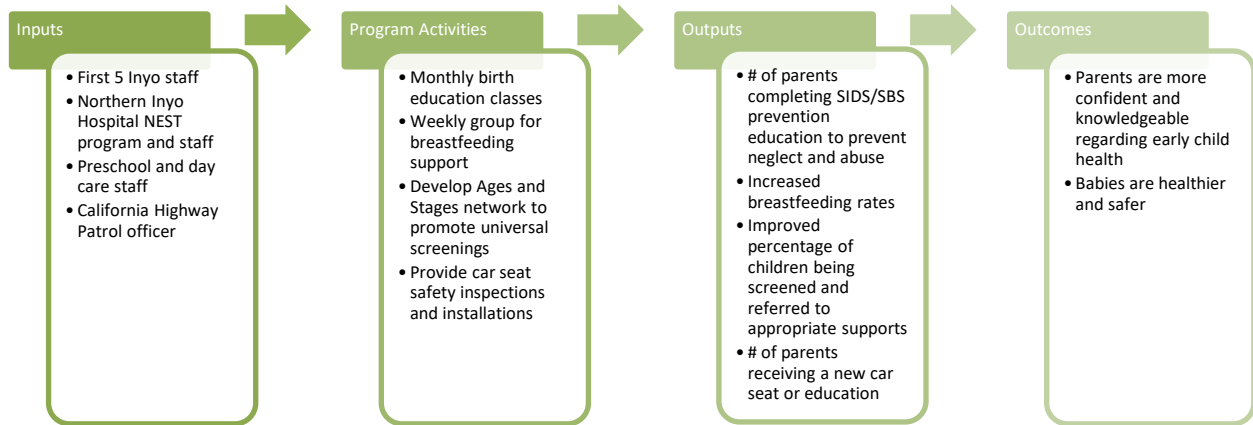 Inputs
• First 5 Inyo staff
• Northern Inyo
Hospital NEST
program and staff
• Preschool and day
care staff
• California Highway
Patrol officer
Program Activities
• Monthly birth
education classes
• Weekly group for
breastfeeding
support
• Develop Ages and
Stages network to
promote universal
screenings
• Provide car seat
safety inspections
and installations
Outputs
• # of parents
completing SIDS/SBS
prevention
education to prevent
neglect and abuse
• Increased
breastfeeding rates
• Improved
percentage of
children being
screened and
referred to
appropriate supports
• # of parents
receiving a new car
seat or education
Outcomes
• Parents are more
confident and
knowledgeable
regarding early child
health
• Babies are healthier
and safer